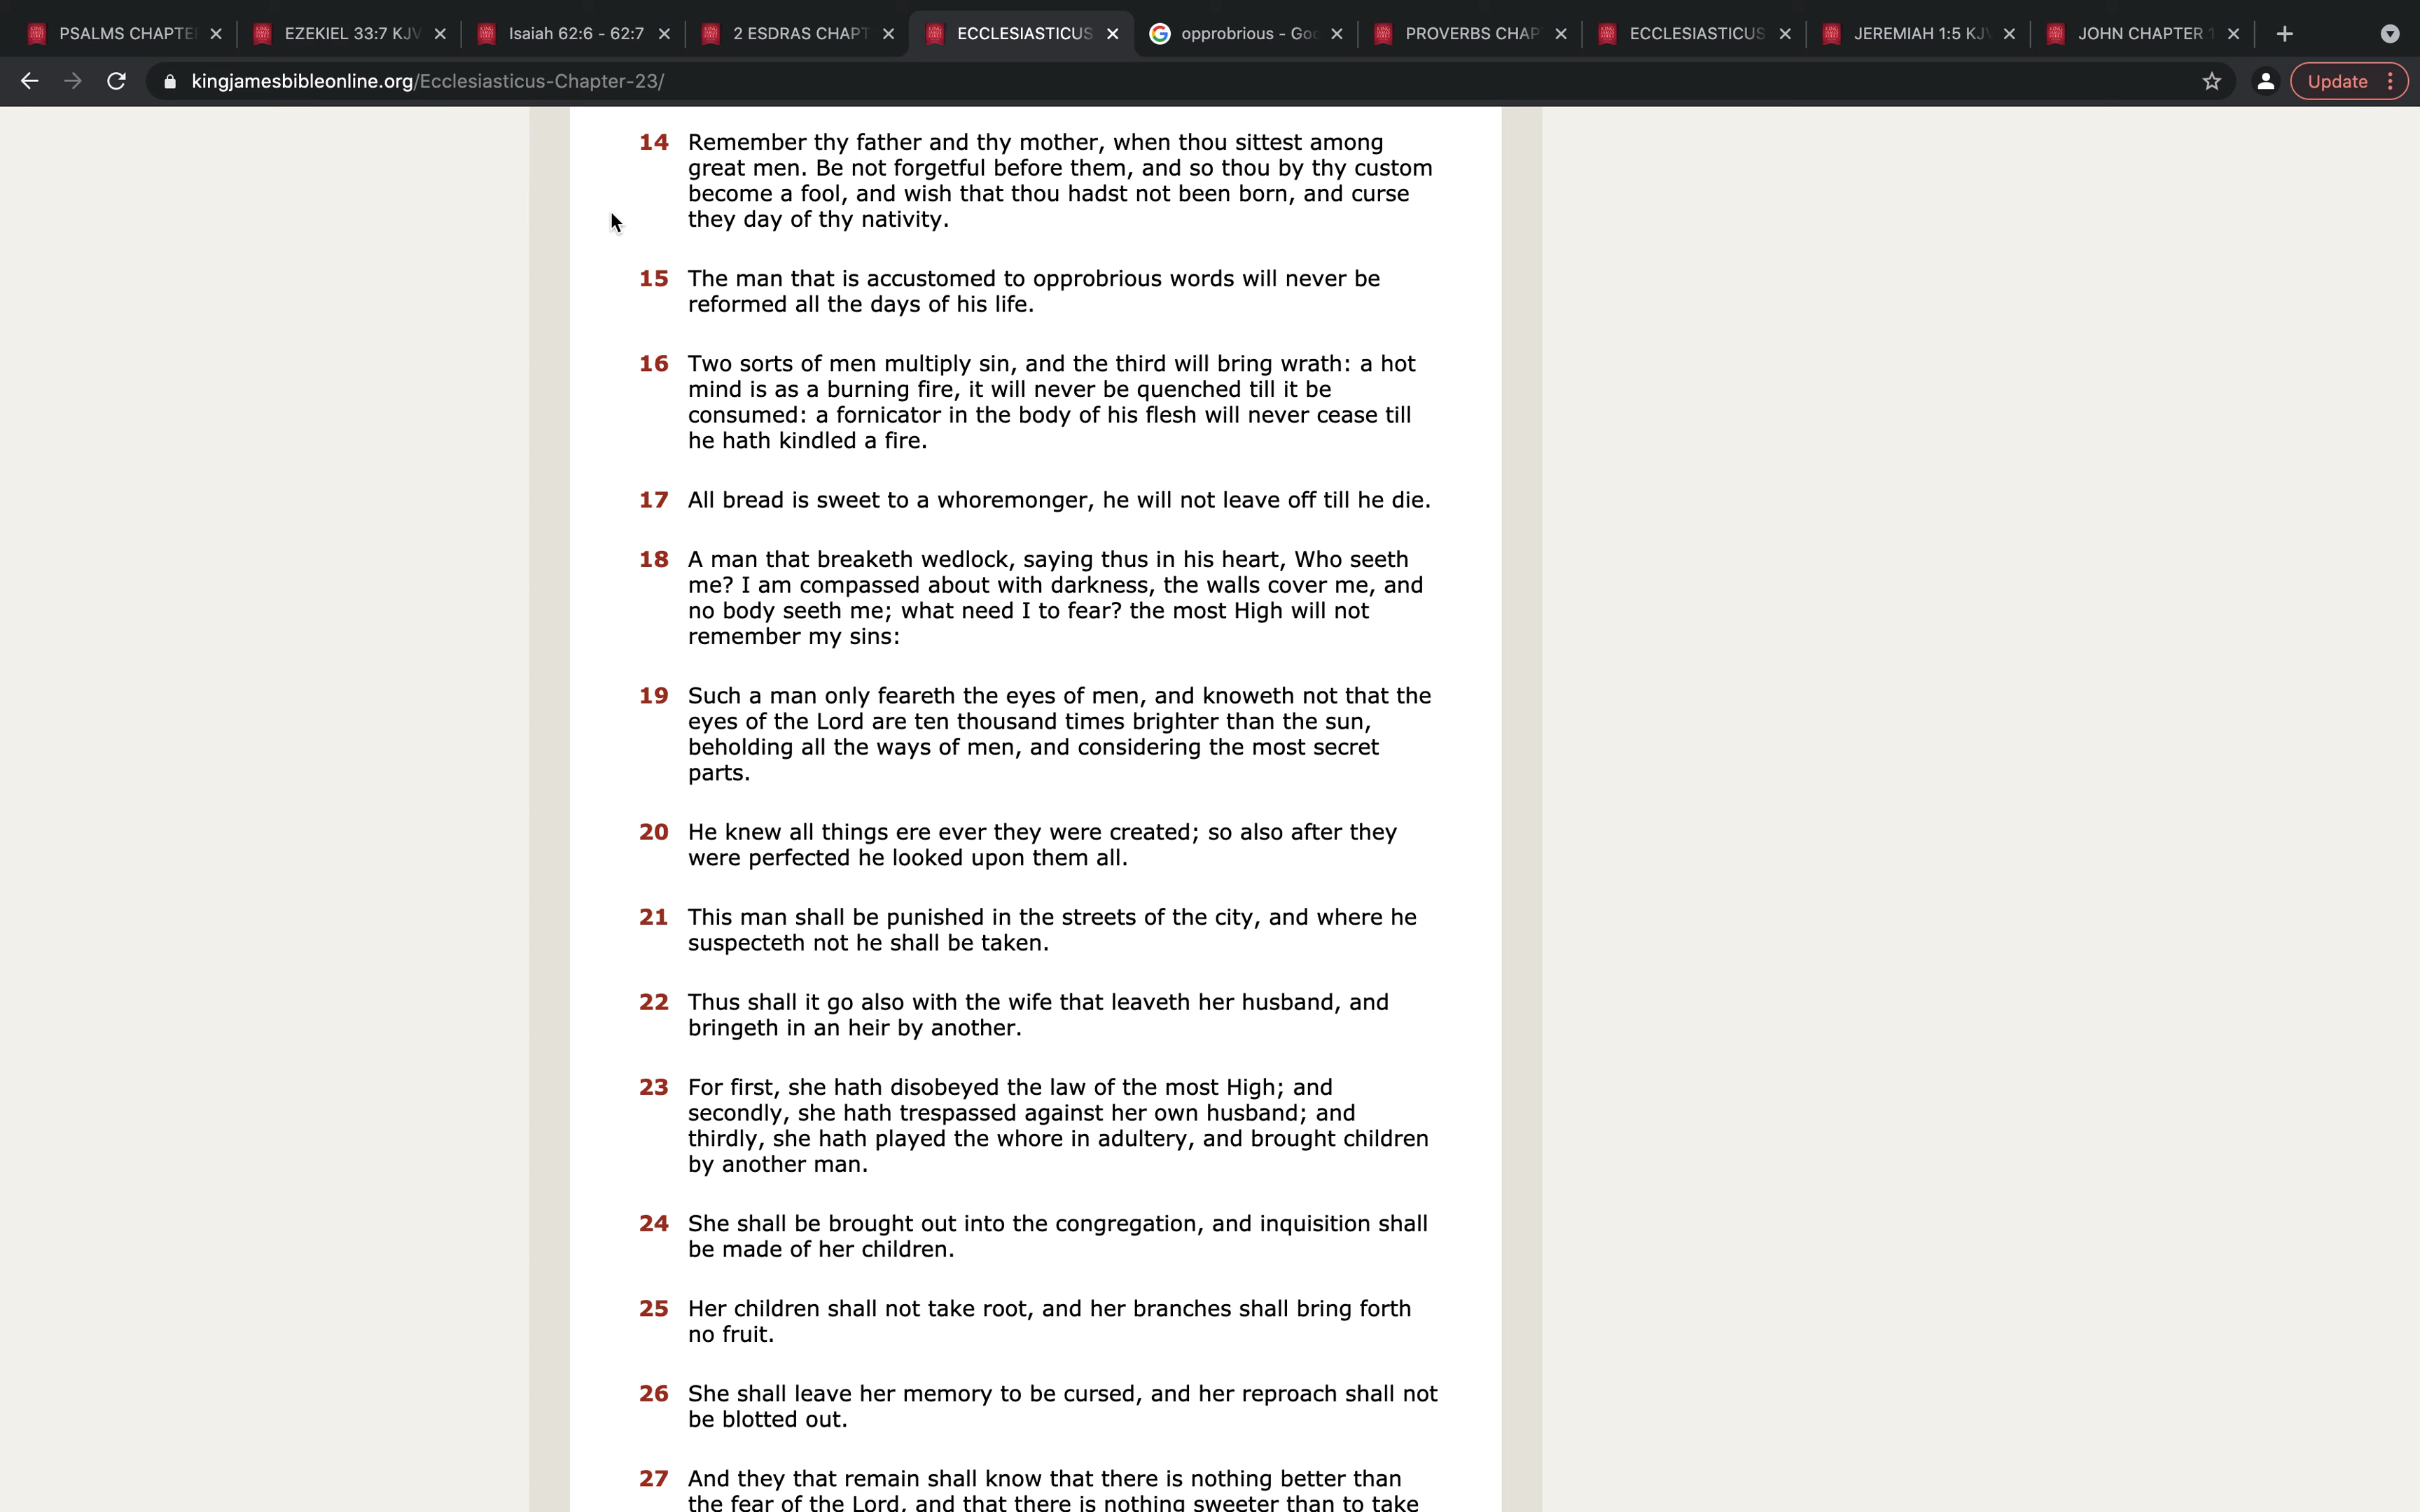 PSALMS CHAPTE
EZEKIEL 33:7 KJV
Isaiah 62:6 - 62:7
2 ESDRAS CHAPT
ECCLESIASTICUS
opprobrious - Goo
PROVERBS CHAP
ECCLESIASTICUS
JEREMIAH 1:5 KJ
JOHN CHAPTER 1
kingjamesbibleonline.org/Ecclesiasticus-Chapter-23/
Update
14 Remember thy father and thy mother, when thou sittest among
great men. Be not forgetful before them, and so thou by thy custom
become a fool, and wish that thou hadst not been born, and curse
they day of thy nativity.
15 The man that is accustomed to opprobrious words will never be
reformed all the days of his life.
16 Two sorts of men multiply sin, and the third will bring wrath: a hot
mind is as a burning fire, it will never be quenched till it be
consumed: a fornicator in the body of his flesh will never cease till
he hath kindled a fire.
17 All bread is sweet to a whoremonger, he will not leave off till he die.
18 A man that breaketh wedlock, saying thus in his heart, Who seeth
me? I am compassed about with darkness, the walls cover me, and
no body seeth me; what need I to fear? the most High will not
remember my sins:
19 Such a man only feareth the eyes of men, and knoweth not that the
eyes of the Lord are ten thousand times brighter than the sun,
beholding all the ways of men, and considering the most secret
parts.
20 He knew all things ere ever they were created; so also after they
were perfected he looked upon them all.
21 This man shall be punished in the streets of the city, and where he
suspecteth not he shall be taken.
22 Thus shall it go also with the wife that leaveth her husband, and
bringeth in an heir by another.
23 For first, she hath disobeyed the law of the most High; and
secondly, she hath trespassed against her own husband; and
thirdly, she hath played the whore in adultery, and brought children
by another man.
24 She shall be brought out into the congregation, and inquisition shall
be made of her children.
25 Her children shall not take root, and her branches shall bring forth
no fruit.
26 She shall leave her memory to be cursed, and her reproach shall not
be blotted out.
27 And they that remain shall know that there is nothing better than
the fear of the Lord, and that there is nothing sweeter than to take